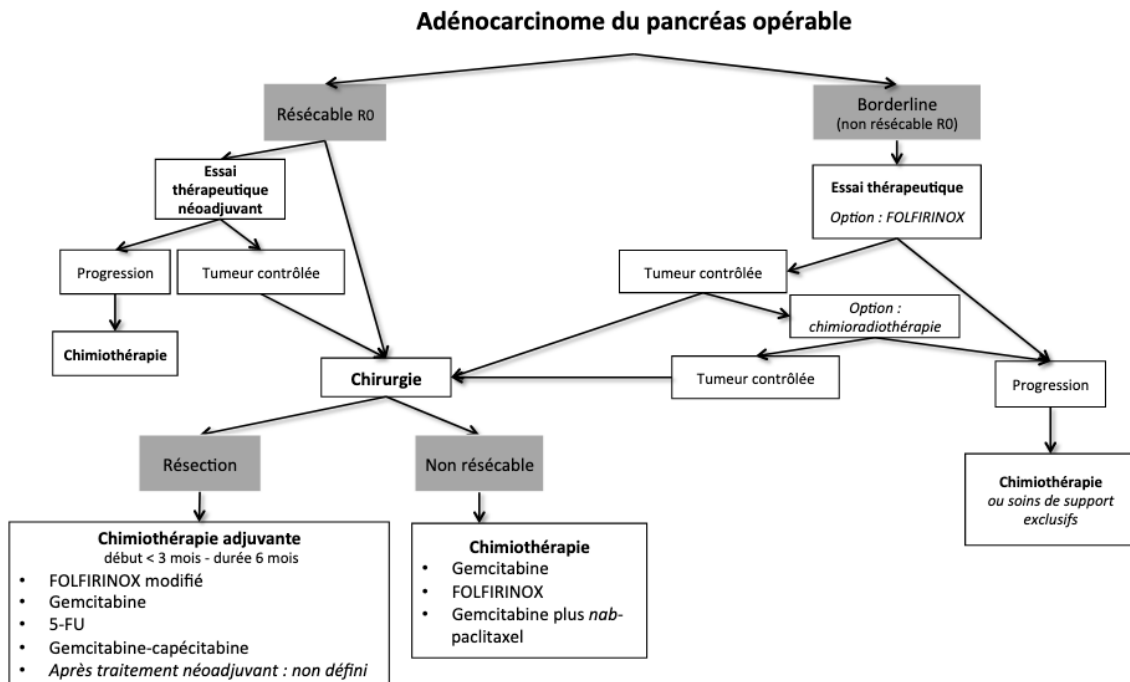 Adénocarcinome du pancréas opérable
Résécable R0
Borderline
(non résécable R0)
Essai
thérapeutique
néoadjuvant
Essai thérapeutique
Option : FOLFIRINOX
Progression
Tumeur contrôlée
Tumeur contrôlée
Option :
chimioradiothérapie
Chimiothérapie
Chirurgie
Tumeur contrôlée
Progression
Résection
Non résécable
Chimiothérapie
ou soins de support
exclusifs
Chimiothérapie adjuvante
début < 3 mois - durée 6 mois
• FOLFIRINOX modifié
• Gemcitabine
• 5-FU
• Gemcitabine-capécitabine
• Après traitement néoadjuvant : non défini
Chimiothérapie
• Gemcitabine
• FOLFIRINOX
• Gemcitabine plus nab-
paclitaxel